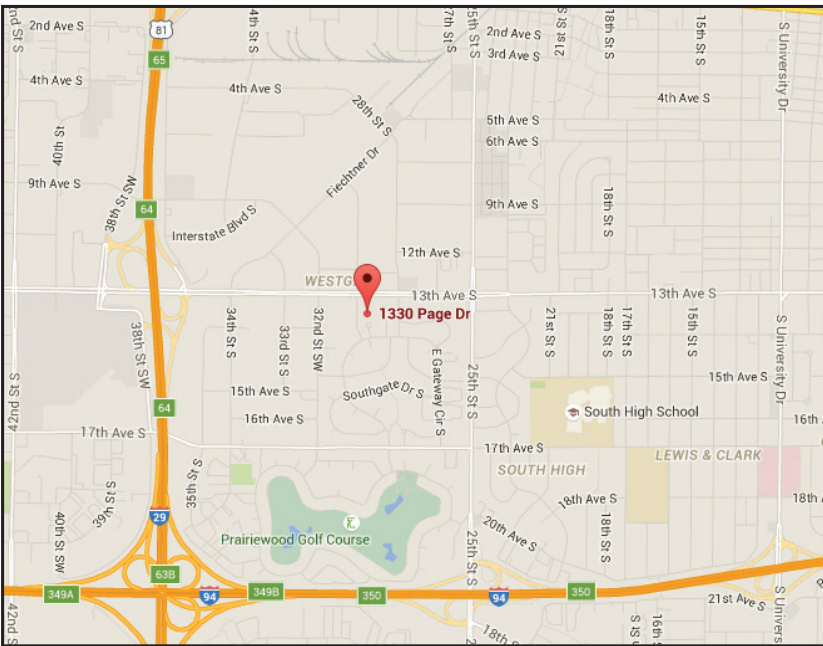 2nd Ave S
81
4th St S
7th St S
25th St S
2nd Ave S
3rd Ave S
21st St S
18th St S
15th St S
S University Dr
65
4th Ave S
4th Ave S
28th St S
4th Ave S
5th Ave S
6th Ave S
40th St S
9th Ave S
38th St SW
Fiechtner Dr
64
Interstate Blvd S
9th Ave S
18th St S
12th Ave S
WESTG
13th Ave S
13th Ave S
1330 Page Dr
38th St SW
34th St S
33rd St S
32nd St SW
21st St S
18th St S
17th St S
15th St S
S University Dr
E Gateway Cir S
25th St S
42nd St S
15th Ave S
Southgate Dr S
15th Ave S
64
16th Ave S
South High School
16th
17th Ave S
17th Ave S
LEWIS & CLARK
SOUTH HIGH
39th St S
35th St S
18th Ave S
18th A
40th St SW
29
Prairiewood Golf Course
20th Ave S
18th St S
25th St S
63B
349A
94
349B
350
94
350
21st Ave S
S Univers
42nd S
18th S
16th S